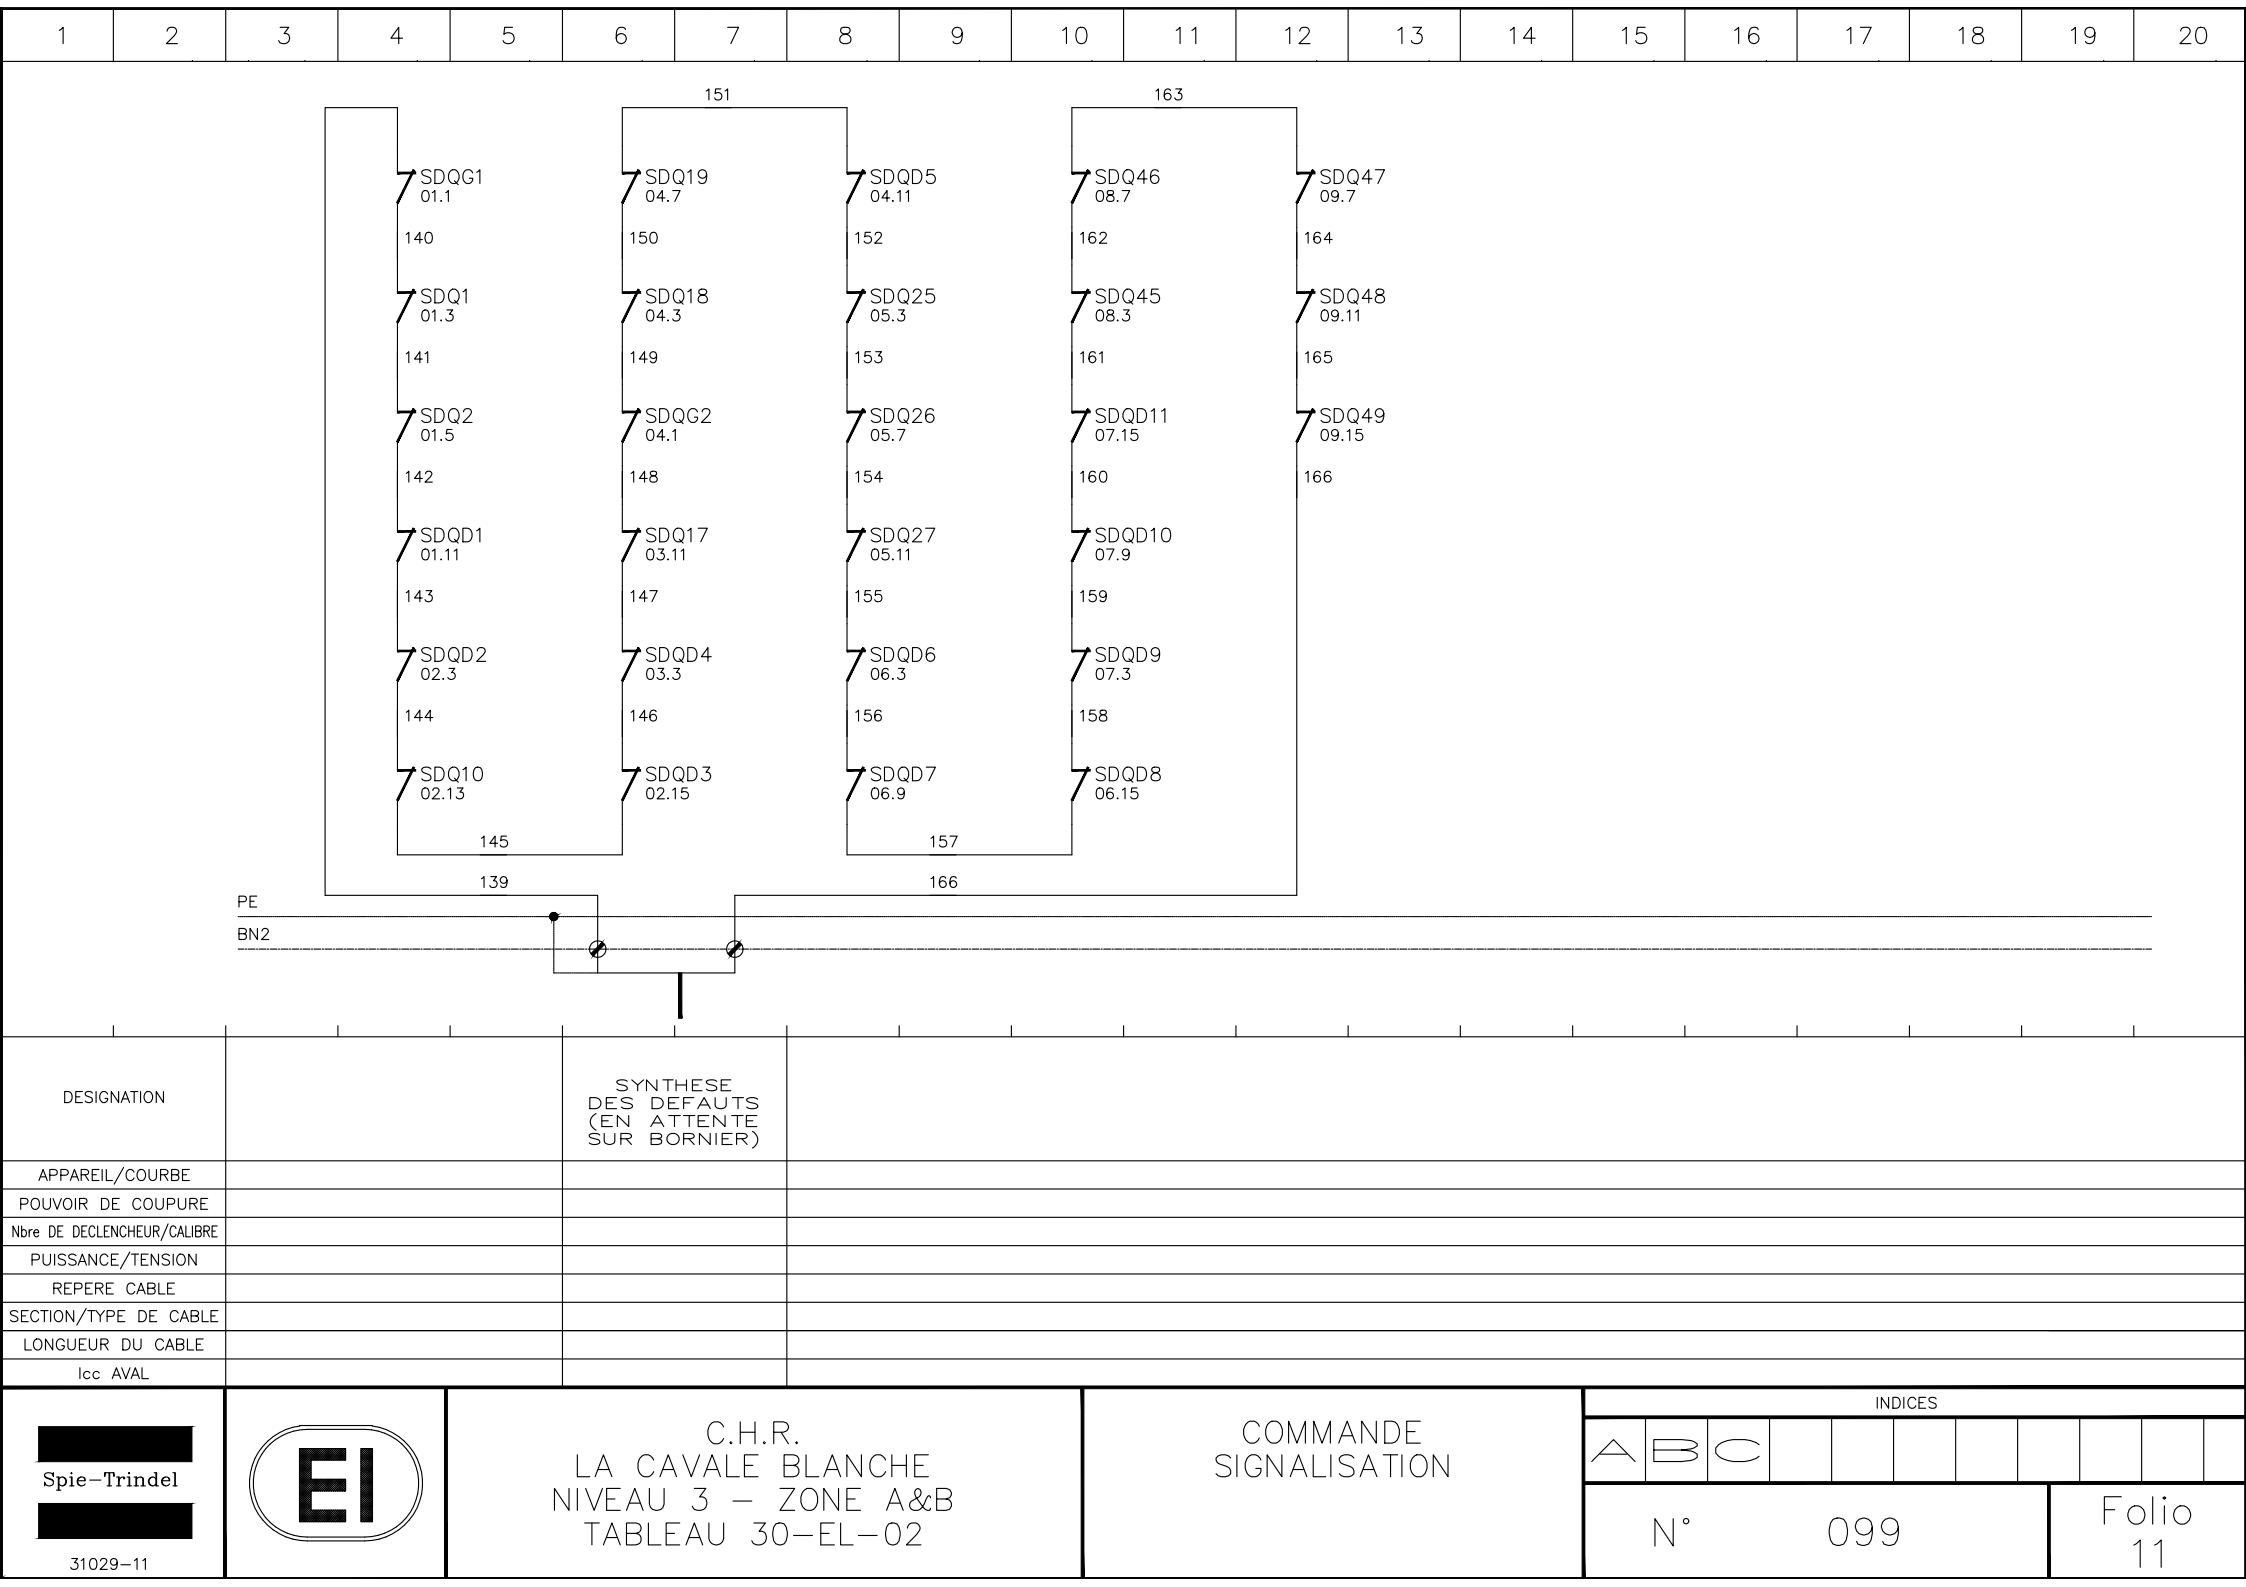 1 2 3 4 5 6 7 8 9 10 11 12 13 14 15 16 17 18 19 20
151 163
SDQG1 SDQ19 SDQD5 SDQ46 SDQ47
01.1 04.7 04.11 08.7 09.7
140 150 152 162 164
SDQ1 SDQ18 SDQ25 SDQ45 SDQ48
01.3 04.3 05.3 08.3 09.11
141 149 153 161 165
SDQ2 SDQG2 SDQ26 SDQD11 SDQ49
01.5 04.1 05.7 07.15 09.15
142 148 154 160 166
SDQD1 SDQ17 SDQ27 SDQD10
01.11 03.11 05.11 07.9
143 147 155 159
SDQD2 SDQD4 SDQD6 SDQD9
02.3 03.3 06.3 07.3
144 146 156 158
SDQ10 SDQD3 SDQD7 SDQD8
02.13 02.15 06.9 06.15
145 157
139 166
PE
BN2
DESIGNATION
SYNTHESE
DES DEFAUTS
(EN ATTENTE
SUR BORNIER)
APPAREIL/COURBE
POUVOIR DE COUPURE
Nbre DE DECLENCHEUR/CALIBRE
PUISSANCE/TENSION
REPERE CABLE
SECTION/TYPE DE CABLE
LONGUEUR DU CABLE
Icc AVAL
Spie-Trindel
31029-11
EI
C.H.R.
LA CAVALE BLANCHE
NIVEAU 3 - ZONE A&B
TABLEAU 30-EL-02
COMMANDE
SIGNALISATION
INDICES
A B C
N° 099
Folio
11